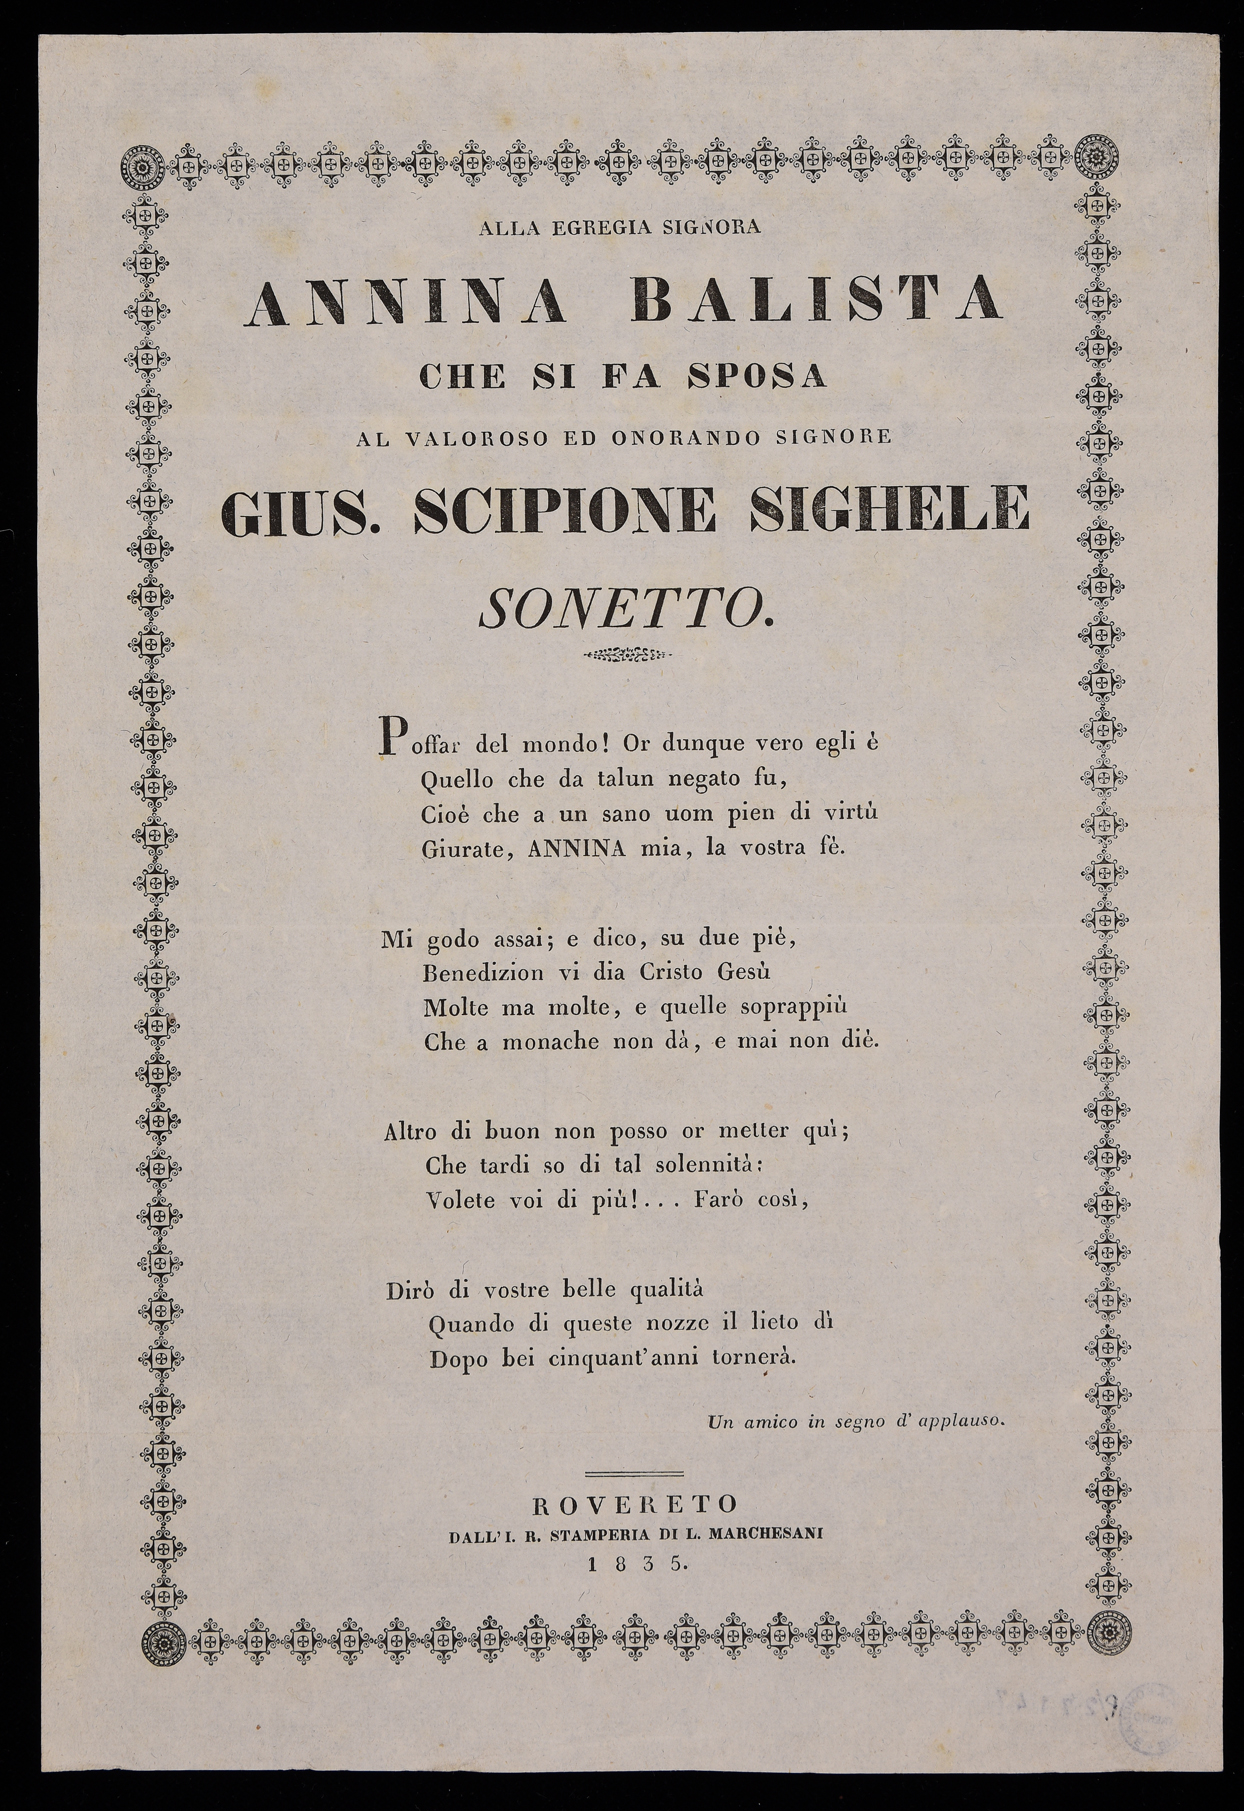 ALLA EGREGIA SIGNORA
ANNINA BALISTA
CHE SI FA SPOSA
AL VALOROSO ED ONORANDO SIGNORE
GIUS. SCIPIONE SIGHELE
SONETTO.
Poffar del mondo! Or dunque vero egli è
Quello che da talun negato fu,
Cioè che a un sano uom pien di virtù
Giurate, ANNINA mia, la vostra fè.
Mi godo assai; e dico, su due piè,
Benedizion vi dia Cristo Gesù
Molte ma molte, e quelle soprappiù
Che a monache non dà, e mai non diè.
Altro di buon non posso or metter quì;
Che tardi so di tal solennità:
Volete voi di più!... Farò così,
Dirò di vostre belle qualità
Quando di queste nozze il lieto dì
Dopo bei cinquant'anni tornerà.
Un amico in segno d' applauso.
ROVERETO
DALL' I. R. STAMPERIA DI L. MARCHESANI
1835.